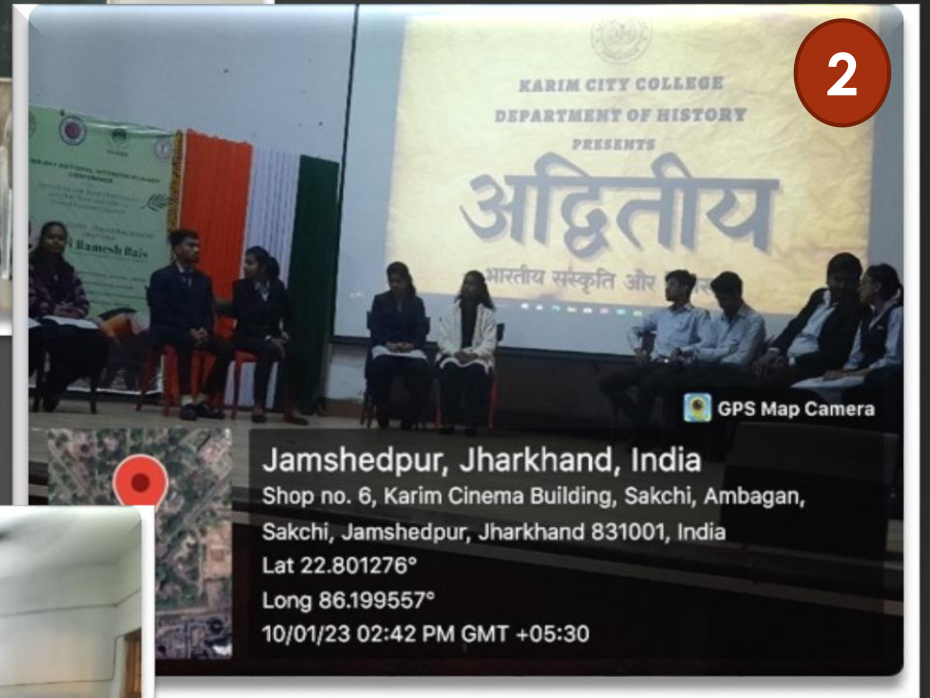 2
KARIM CITY COLLEGE
DEPARTMENT OF HISTORY
PRESENTS
अद्वितीय
भारतीय संस्कृति और
CONFERENCE
Ramesh Bais
GPS Map Camera
Jamshedpur, Jharkhand, India
Shop no. 6, Karim Cinema Building, Sakchi, Ambagan,
Sakchi, Jamshedpur, Jharkhand 831001, India
Lat 22.801276°
Long 86.199557°
10/01/23 02:42 PM GMT +05:30